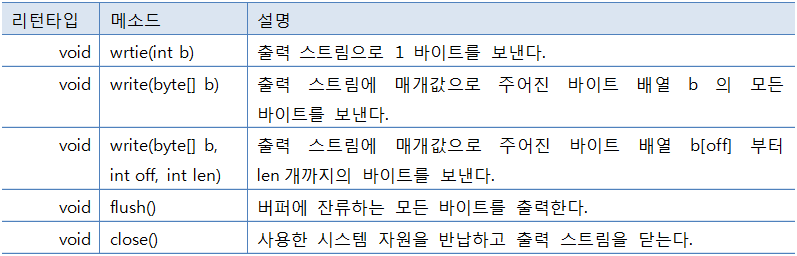 리턴타입 메소드 설명
void wrtie(int b) 출력 스트림으로 1 바이트를 보낸다.
void write(byte[] b) 출력 스트림에 매개값으로 주어진 바이트 배열 b 의 모든
바이트를 보낸다.
void write(byte[] b, 출력 스트림에 매개값으로 주어진 바이트 배열 b[off] 부터
int off, int len) len 개까지의 바이트를 보낸다.
void flush() 버퍼에 잔류하는 모든 바이트를 출력한다.
void close() 사용한 시스템 자원을 반납하고 출력 스트림을 닫는다.